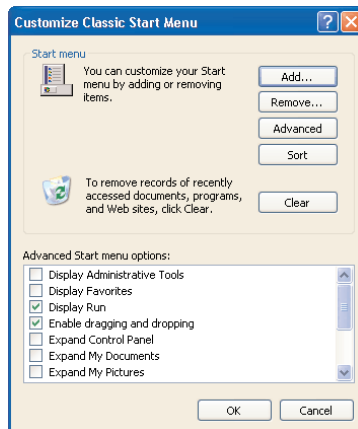 Customize Classic Start Menu
Start menu
You can customize your Start
menu by adding or removing
items.
Add...
Remove...
Advanced
Sort
To remove records of recently
accessed documents, programs,
and Web sites, click Clear.
Clear
Advanced Start menu options:
Display Administrative Tools
Display Favorites
Display Run
Enable dragging and dropping
Expand Control Panel
Expand My Documents
Expand My Pictures
OK
Cancel